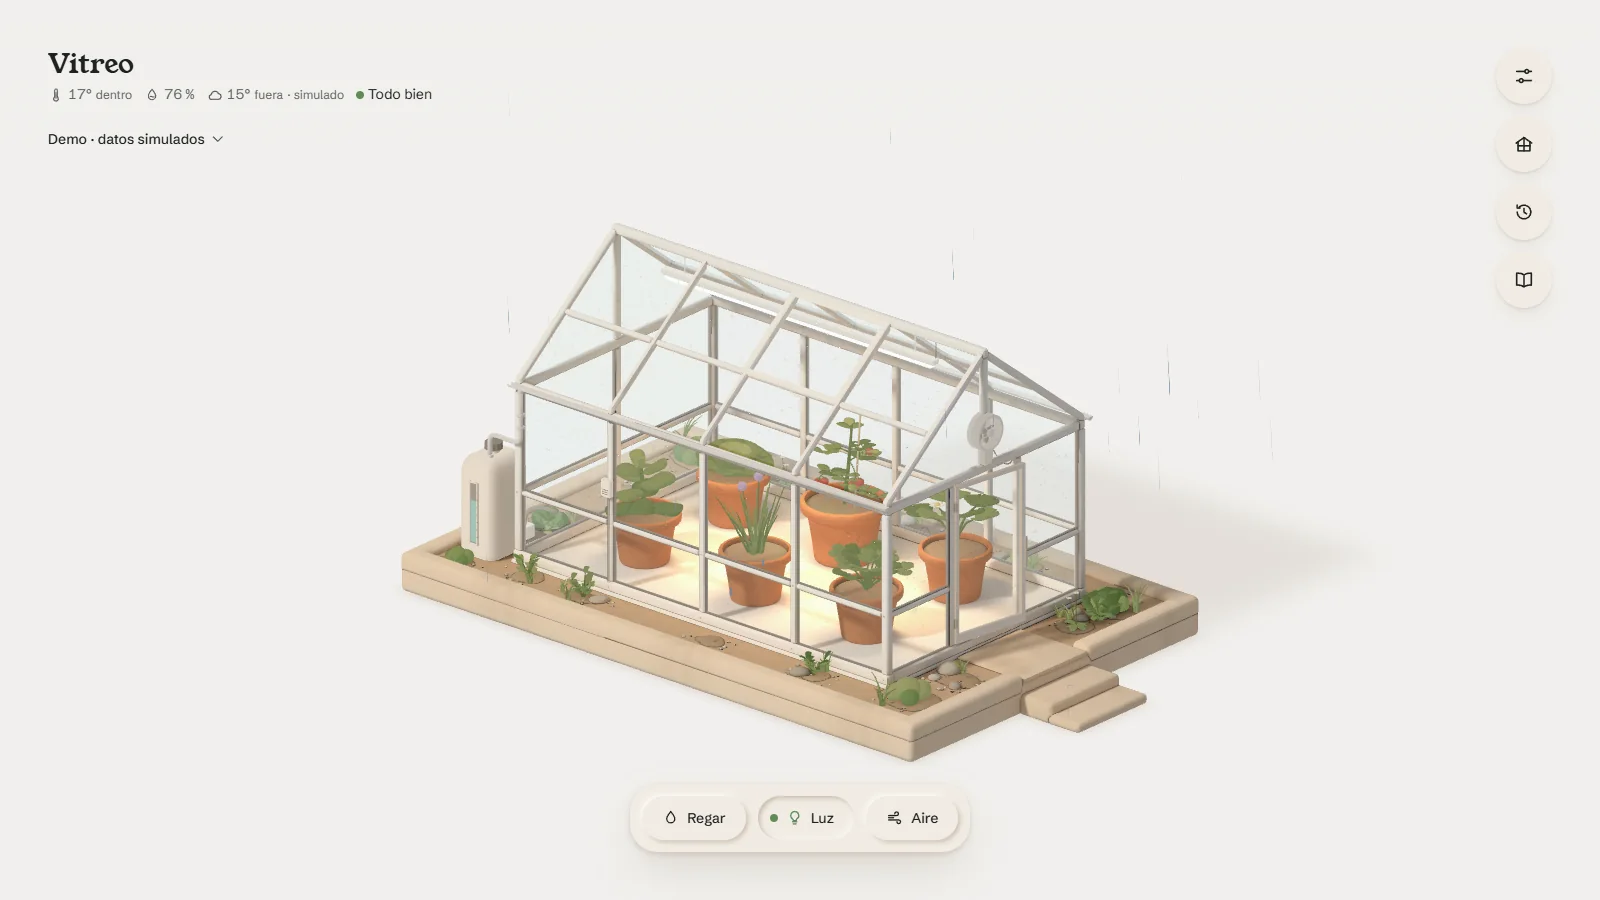 Vitreo
17° dentro 76 % 15° fuera · simulado Todo bien
Demo · datos simulados
Regar Luz Aire